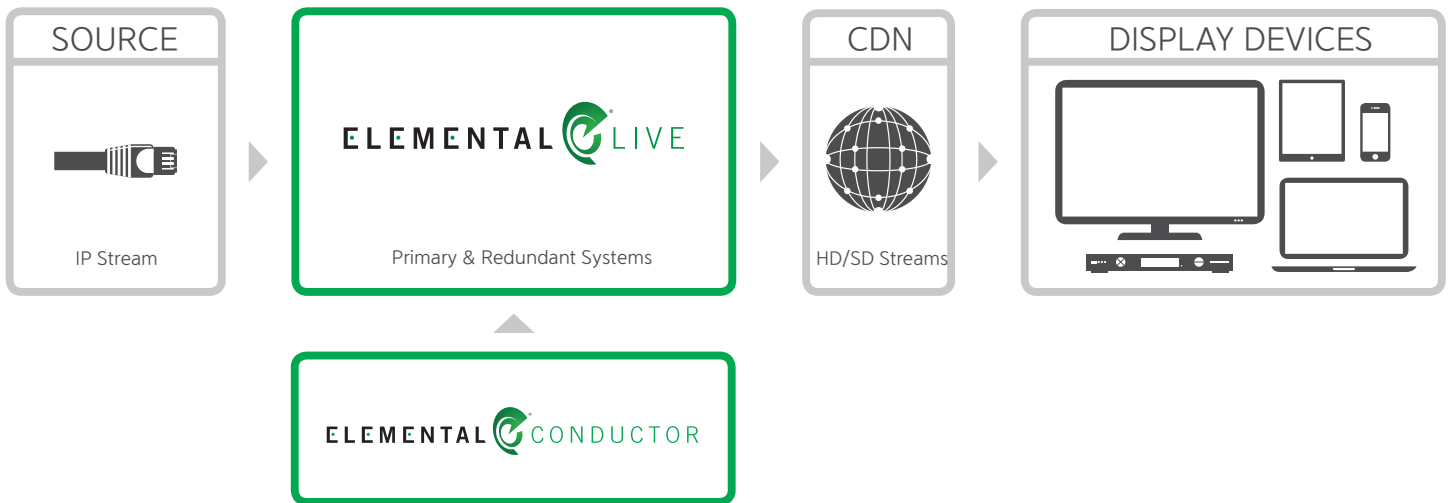 SOURCE
IP Stream
ELEMENTAL LIVE
Primary & Redundant Systems
CDN
HD/SD Streams
DISPLAY DEVICES
ELEMENTAL CONDUCTOR